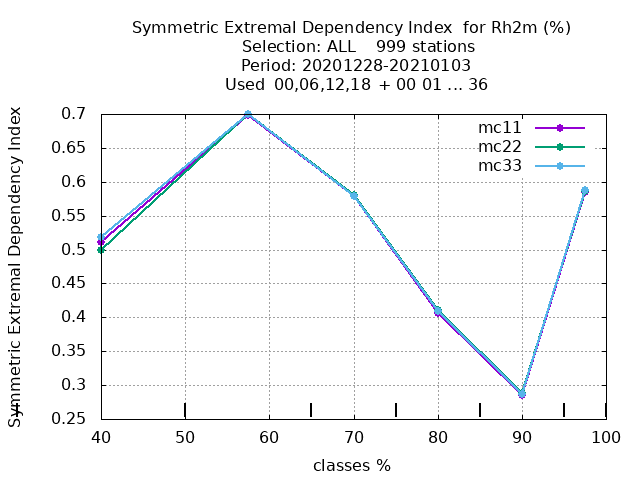 Symmetric Extremal Dependency Index for Rh2m (%)
Selection: ALL 999 stations
Period: 20201228-20210103
Used 00,06,12,18 + 00 01 ... 36
Symmetric Extremal Dependency Index
0.7
0.65
0.6
0.55
0.5
0.45
0.4
0.35
0.3
0.25
mc11
mc22
mc33
40 50 60 70 80 90 100
classes %